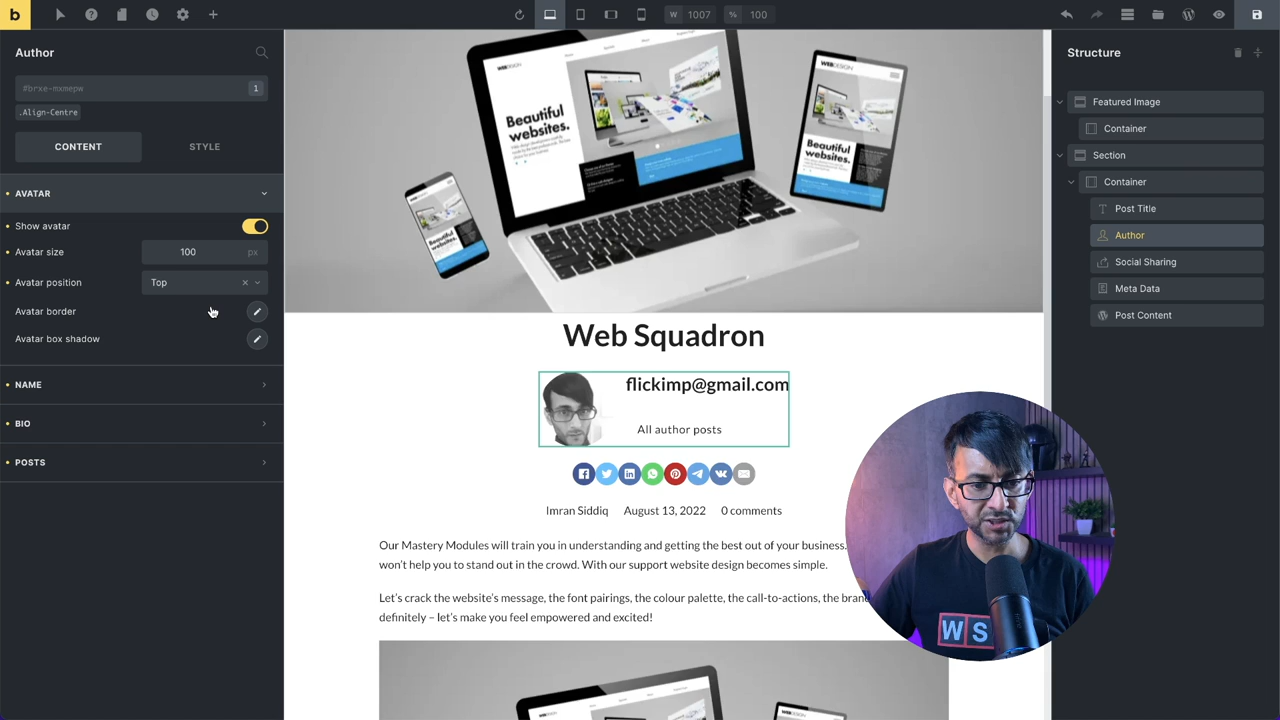 b
W 1007 % 100
Author
#brxe-mxmepw 1
.Align-Centre
CONTENT STYLE
AVATAR
Show avatar
Avatar size 100 px
Avatar position Top
Avatar border
Avatar box shadow
NAME
BIO
POSTS
WEBDESIGN
Beautiful
websites.
Beautiful
websites.
Web Squadron
flickimp@gmail.com
All author posts
Imran Siddiq August 13, 2022 0 comments
Our Mastery Modules will train you in understanding and getting the best out of your business.
won't help you to stand out in the crowd. With our support website design becomes simple.
Let's crack the website's message, the font pairings, the colour palette, the call-to-actions, the brand
definitely – let's make you feel empowered and excited!
WS
Structure
Featured Image
Container
Section
Container
Post Title
Author
Social Sharing
Meta Data
Post Content